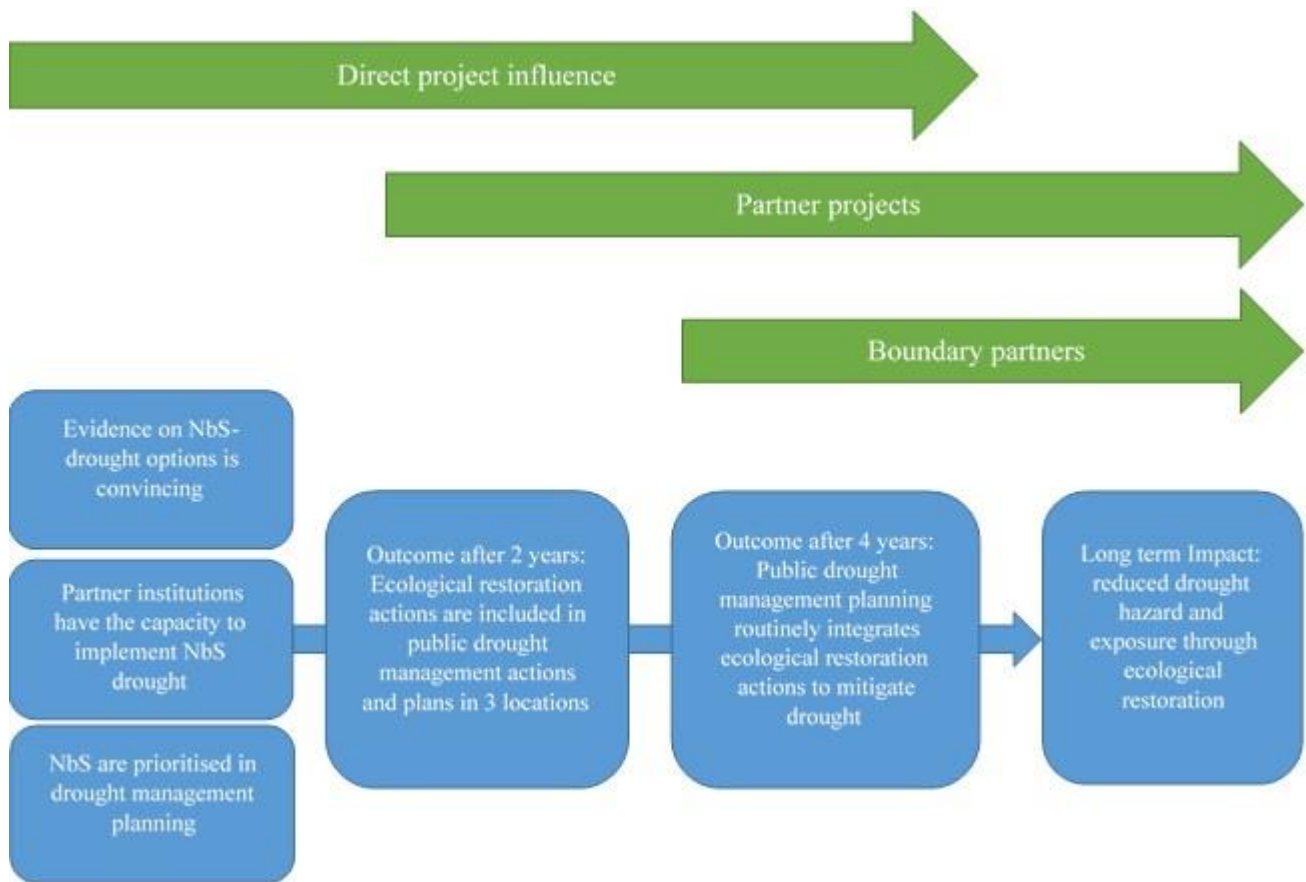 Direct project influence
Partner projects
Boundary partners
Evidence on NbS-
drought options is
convincing
Partner institutions
have the capacity to
implement NbS
drought
NbS are prioritised in
drought management
planning
Outcome after 2 years:
Ecological restoration
actions are included in
public drought
management actions
and plans in 3 locations
Outcome after 4 years:
Public drought
management planning
routinely integrates
ecological restoration
actions to mitigate
drought
Long term Impact:
reduced drought
hazard and
exposure through
ecological
restoration